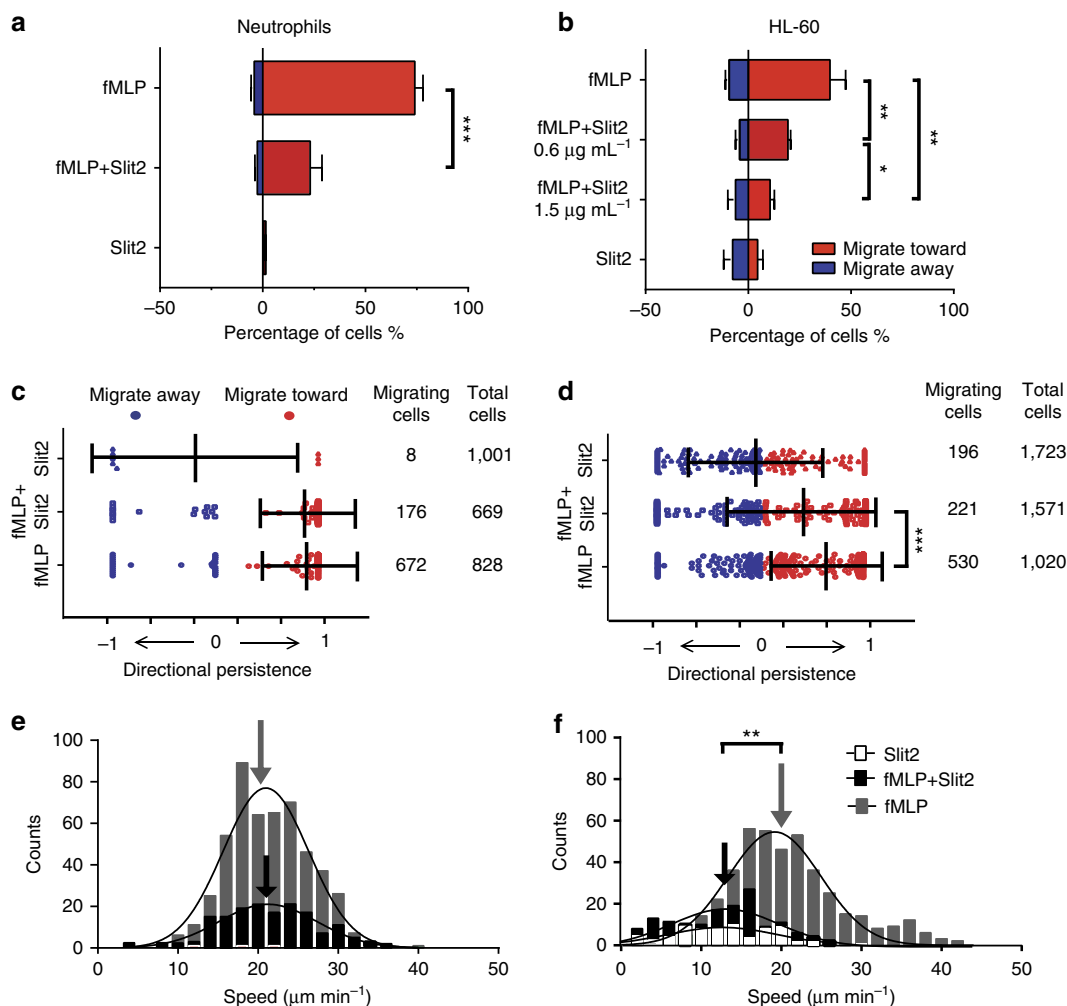 a
Neutrophils
fMLP
fMLP+Slit2
Slit2
***
−50
0
50
100
Percentage of cells %
b
HL-60
fMLP
fMLP+Slit2
0.6 μg mL⁻¹
fMLP+Slit2
1.5 μg mL⁻¹
Slit2
**
*
**
Migrate toward
Migrate away
−50
0
50
100
Percentage of cells %
c
Migrate away
Migrate toward
Migrating
cells
Total
cells
Slit2
8
1,001
fMLP+
Slit2
176
669
fMLP
672
828
−1
0
1
Directional persistence
d
Migrating
cells
Total
cells
Slit2
196
1,723
fMLP+
Slit2
221
1,571
fMLP
530
1,020
***
−1
0
1
Directional persistence
e
Counts
100
80
60
40
20
0
0
10
20
30
40
50
Speed (μm min⁻¹)
f
Counts
100
80
60
40
20
0
**
Slit2
fMLP+Slit2
fMLP
0
10
20
30
40
50
Speed (μm min⁻¹)